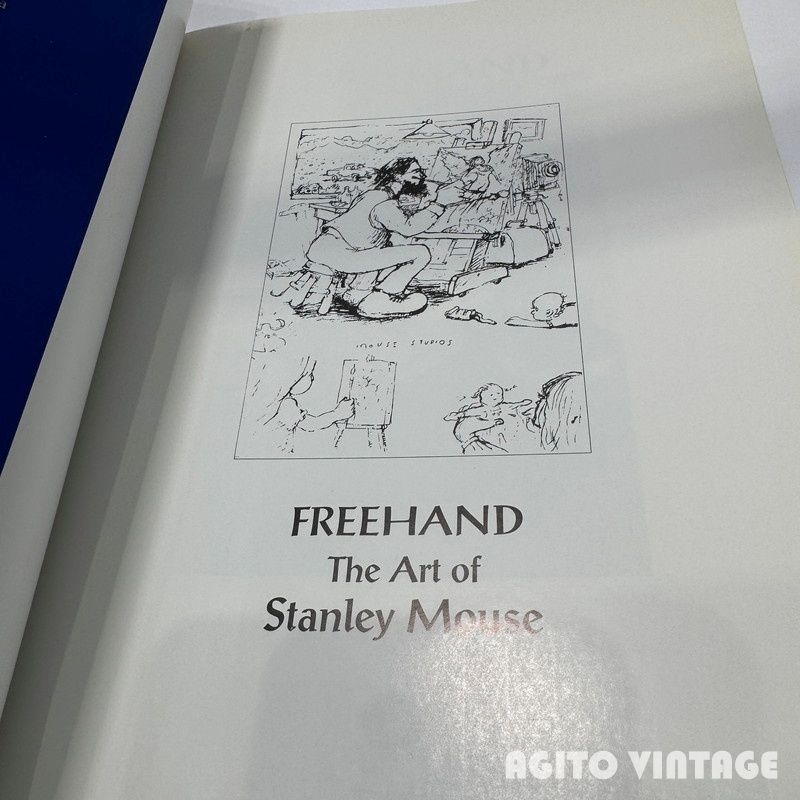 MOUSE STUDIOS
FREEHAND
The Art of
Stanley Mouse
AGITO VINTAGE